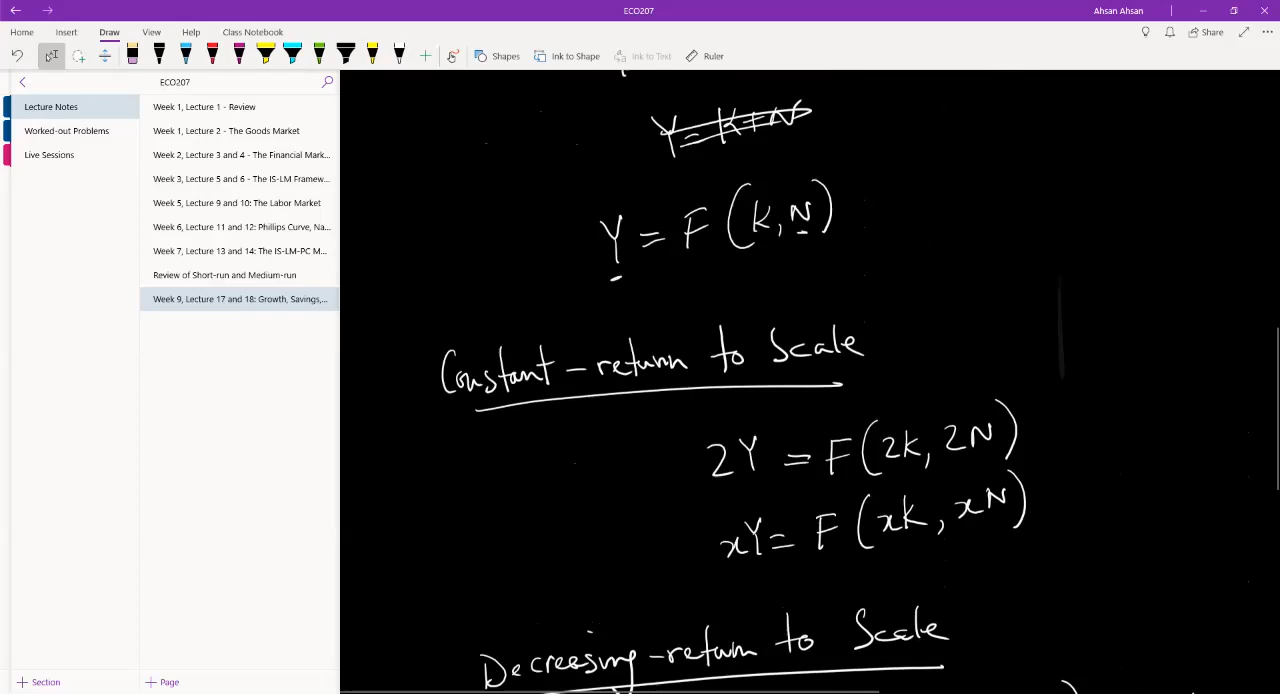 ECO207
Ahsan Ahsan
Home Insert Draw View Help Class Notebook
Share
Shapes Ink to Shape Ink to Text Ruler
ECO207
Lecture Notes
Worked-out Problems
Live Sessions
Week 1, Lecture 1 - Review
Week 1, Lecture 2 - The Goods Market
Week 2, Lecture 3 and 4 - The Financial Mark...
Week 3, Lecture 5 and 6 - The IS-LM Framew...
Week 5, Lecture 9 and 10: The Labor Market
Week 6, Lecture 11 and 12: Phillips Curve, Na...
Week 7, Lecture 13 and 14: The IS-LM-PC M...
Review of Short-run and Medium-run
Week 9, Lecture 17 and 18: Growth, Savings,...
Y = K + N
Y = F (K, N)
Constant-return to Scale
2Y = F(2K, 2N)
xY = F (xK, xN)
Decreasing-return to Scale
+ Section
+ Page